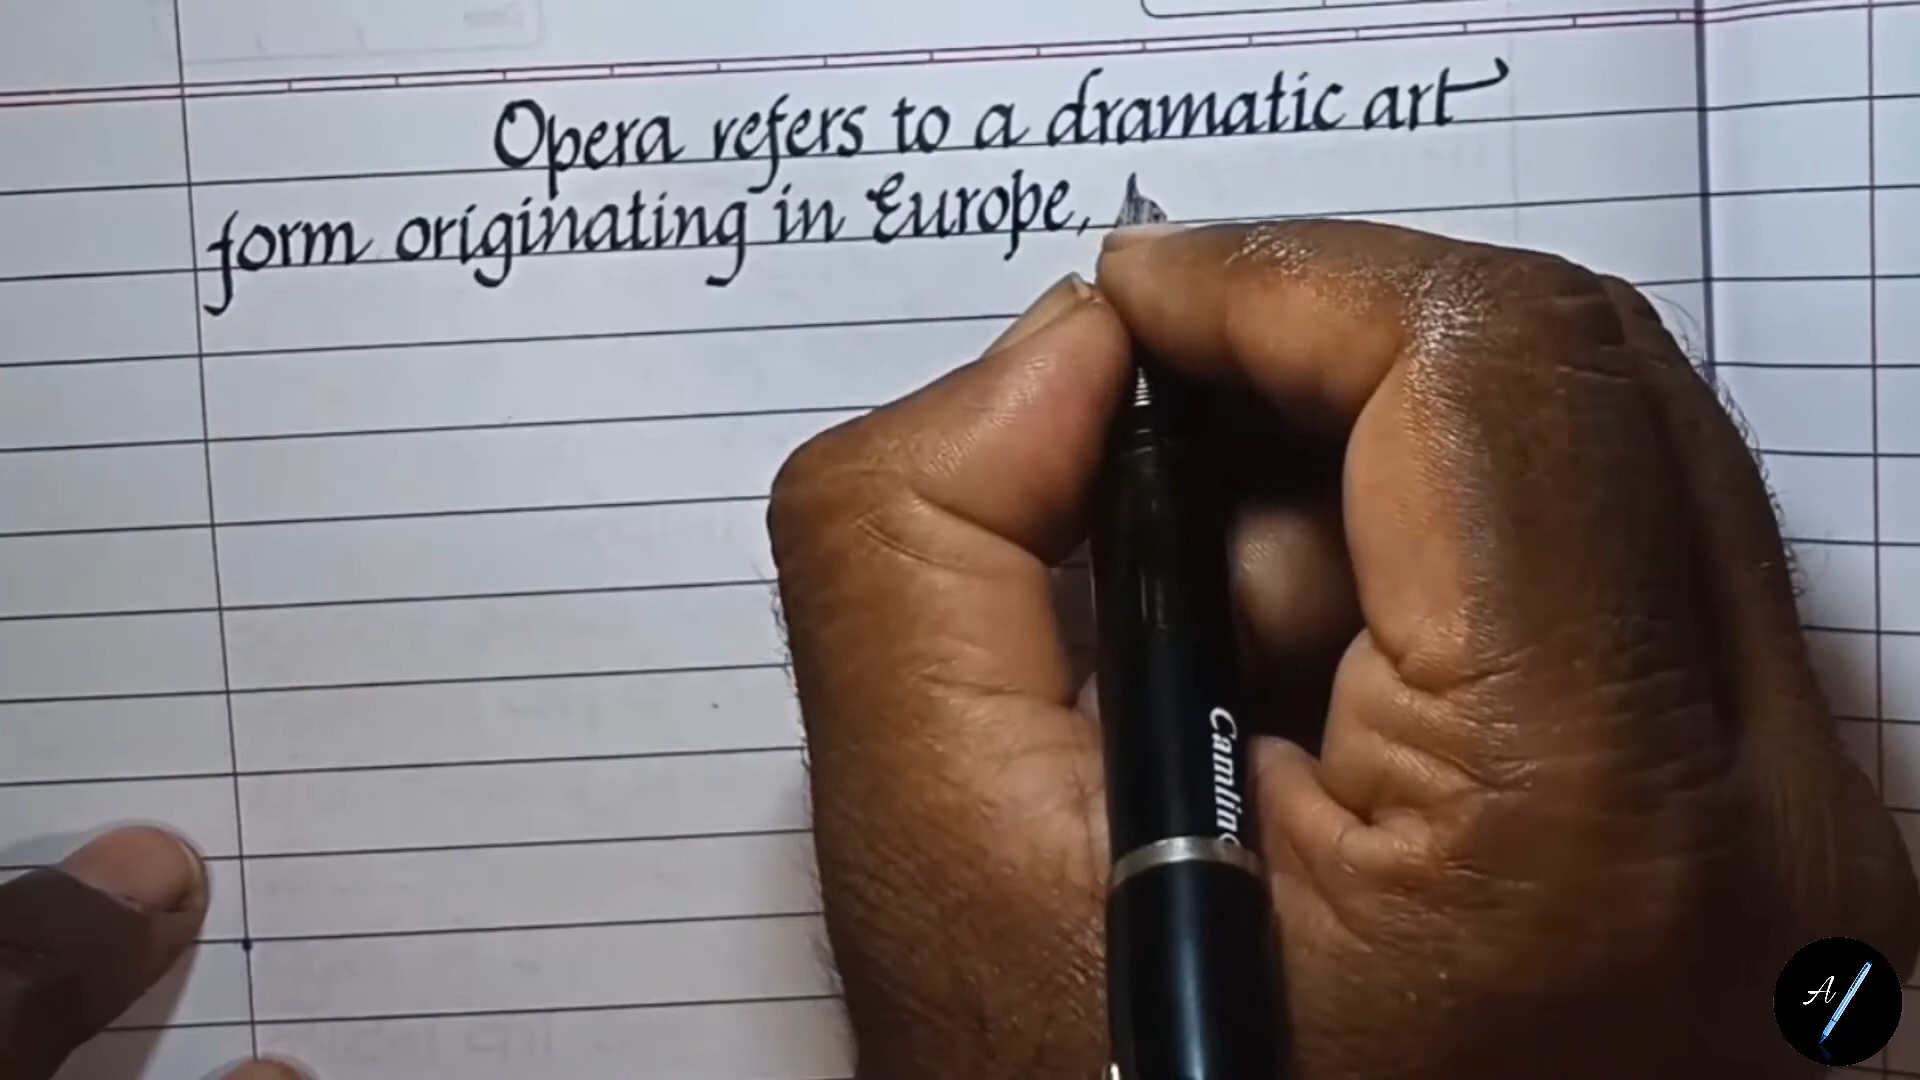 Opera refers to a dramatic art
form originating in Europe,
Camlin
A